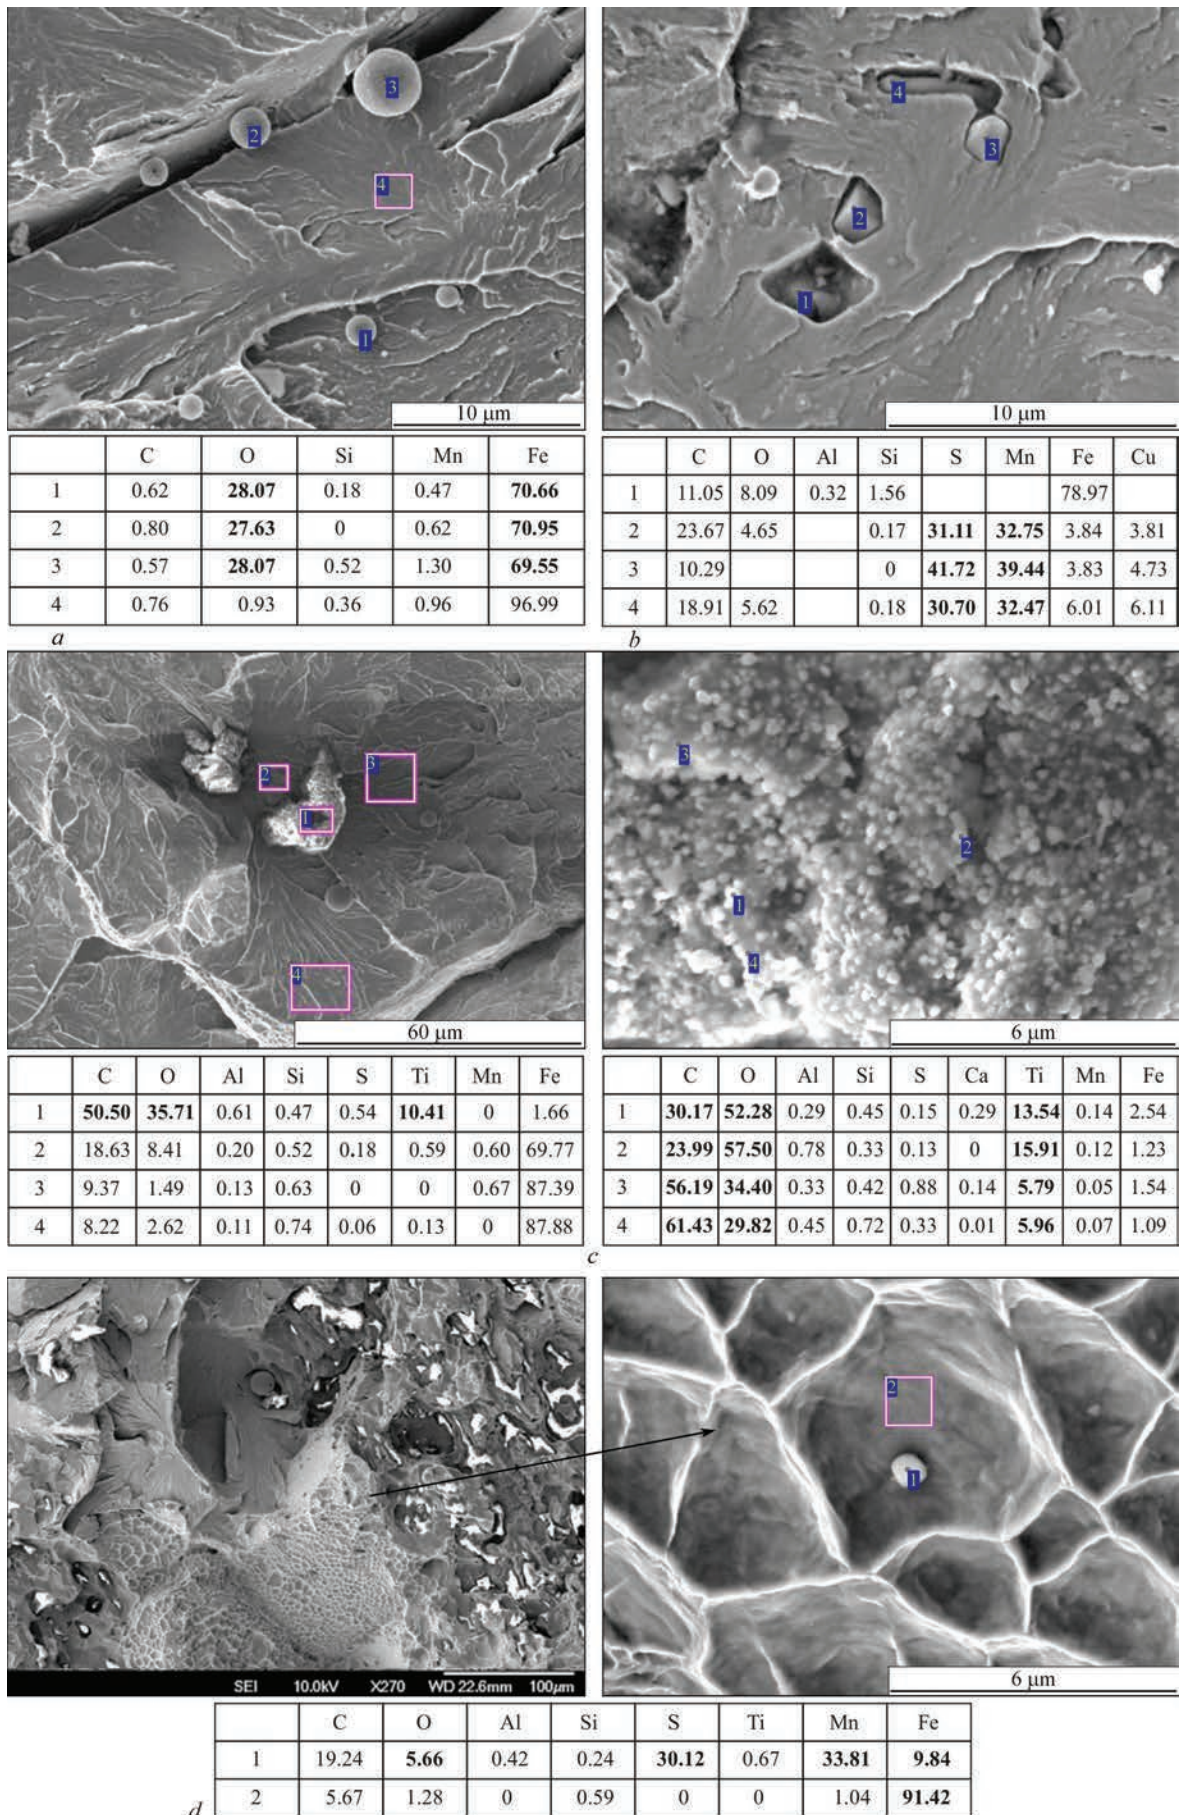 3
2
4
1
10 µm
4
3
2
1
10 µm
C O Si Mn Fe
1 0.62 28.07 0.18 0.47 70.66
2 0.80 27.63 0 0.62 70.95
3 0.57 28.07 0.52 1.30 69.55
4 0.76 0.93 0.36 0.96 96.99
a
C O Al Si S Mn Fe Cu
1 11.05 8.09 0.32 1.56 78.97
2 23.67 4.65 0.17 31.11 32.75 3.84 3.81
3 10.29 0 41.72 39.44 3.83 4.73
4 18.91 5.62 0.18 30.70 32.47 6.01 6.11
b
2
3
1
4
60 µm
3
2
1
4
6 µm
C O Al Si S Ti Mn Fe
1 50.50 35.71 0.61 0.47 0.54 10.41 0 1.66
2 18.63 8.41 0.20 0.52 0.18 0.59 0.60 69.77
3 9.37 1.49 0.13 0.63 0 0 0.67 87.39
4 8.22 2.62 0.11 0.74 0.06 0.13 0 87.88
C O Al Si S Ca Ti Mn Fe
1 30.17 52.28 0.29 0.45 0.15 0.29 13.54 0.14 2.54
2 23.99 57.50 0.78 0.33 0.13 0 15.91 0.12 1.23
3 56.19 34.40 0.33 0.42 0.88 0.14 5.79 0.05 1.54
4 61.43 29.82 0.45 0.72 0.33 0.01 5.96 0.07 1.09
c
SEI 10.0kV X270 WD 22.6mm 100µm
2
1
6 µm
C O Al Si S Ti Mn Fe
1 19.24 5.66 0.42 0.24 30.12 0.67 33.81 9.84
2 5.67 1.28 0 0.59 0 0 1.04 91.42
d